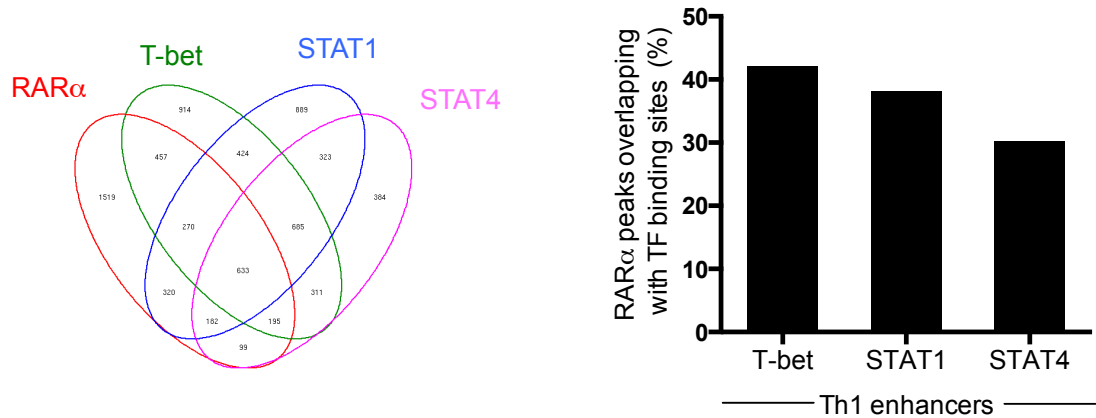 T-bet
STAT1
RARα
STAT4
914
889
457
424
323
1519
384
270
685
633
320
311
182
195
99
RARα peaks overlapping
with TF binding sites (%)
50
40
30
20
10
0
T-bet STAT1 STAT4
Th1 enhancers